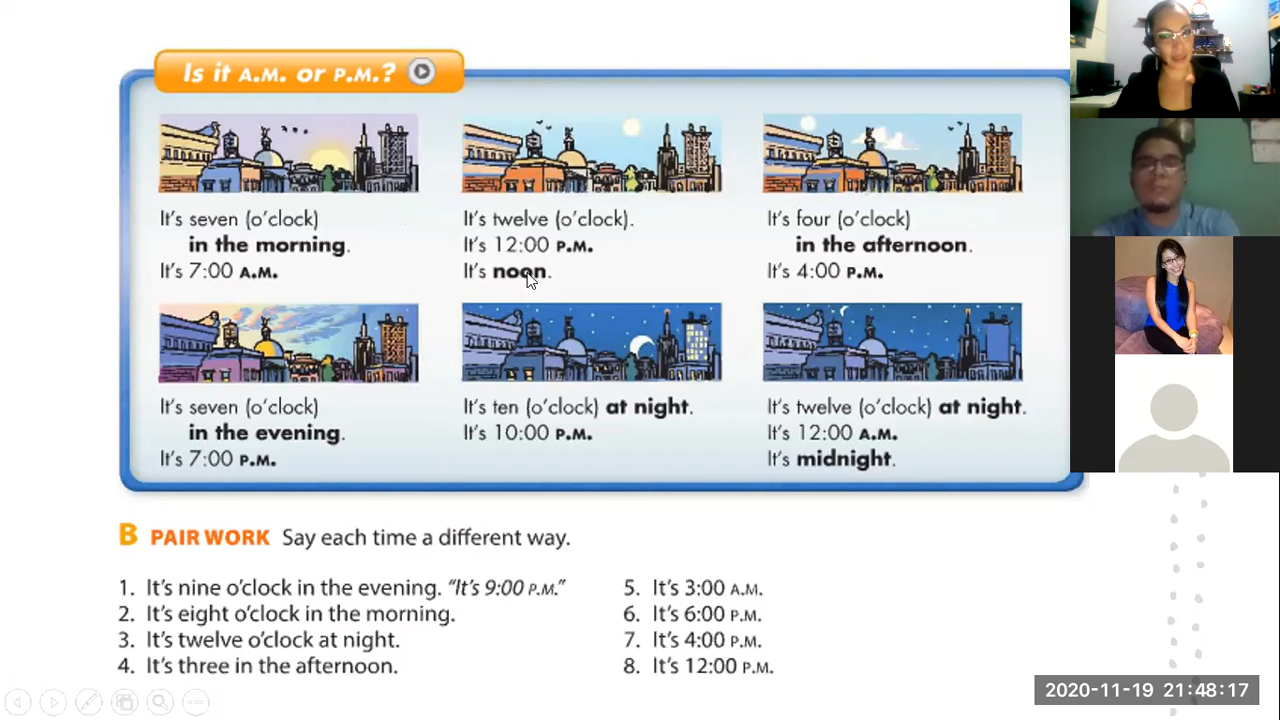 Is it A.M. or P.M.?
It's seven (o'clock)
in the morning.
It's 7:00 A.M.
It's twelve (o'clock).
It's 12:00 P.M.
It's noon.
It's four (o'clock)
in the afternoon.
It's 4:00 P.M.
It's seven (o'clock)
in the evening.
It's 7:00 P.M.
It's ten (o'clock) at night.
It's 10:00 P.M.
It's twelve (o'clock) at night.
It's 12:00 A.M.
It's midnight.
B PAIR WORK Say each time a different way.
1. It's nine o'clock in the evening. "It's 9:00 P.M."
2. It's eight o'clock in the morning.
3. It's twelve o'clock at night.
4. It's three in the afternoon.
5. It's 3:00 A.M.
6. It's 6:00 P.M.
7. It's 4:00 P.M.
8. It's 12:00 P.M.
2020-11-19 21:48:17